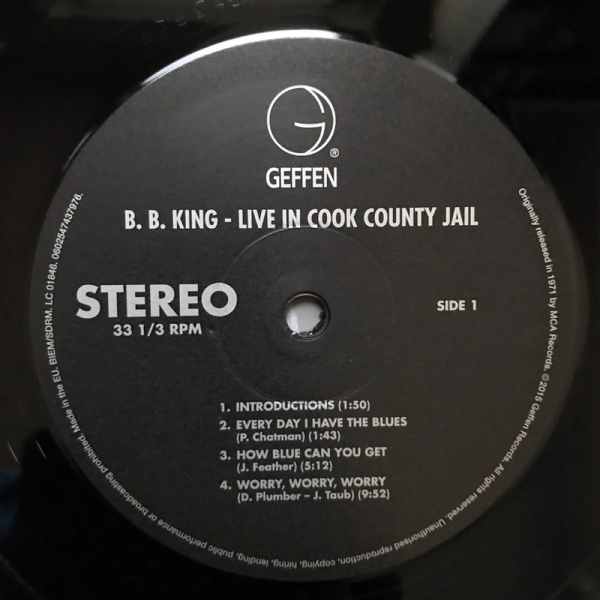 GEFFEN
B. B. KING - LIVE IN COOK COUNTY JAIL
STEREO
33 1/3 RPM
SIDE 1
1. INTRODUCTIONS (1:50)
2. EVERY DAY I HAVE THE BLUES
(P. Chatman) (1:43)
3. HOW BLUE CAN YOU GET
(J. Feather) (5:12)
4. WORRY, WORRY, WORRY
(D. Plumber – J. Taub) (9:52)
Originally released in 1971 by MCA Records. ©2015 Geffen Records. All rights reserved. Unauthorised reproduction, copying, hiring, lending, public performance or broadcasting prohibited. Made in the EU. BIEM/SDRM. LC 01846. 0602547437976.